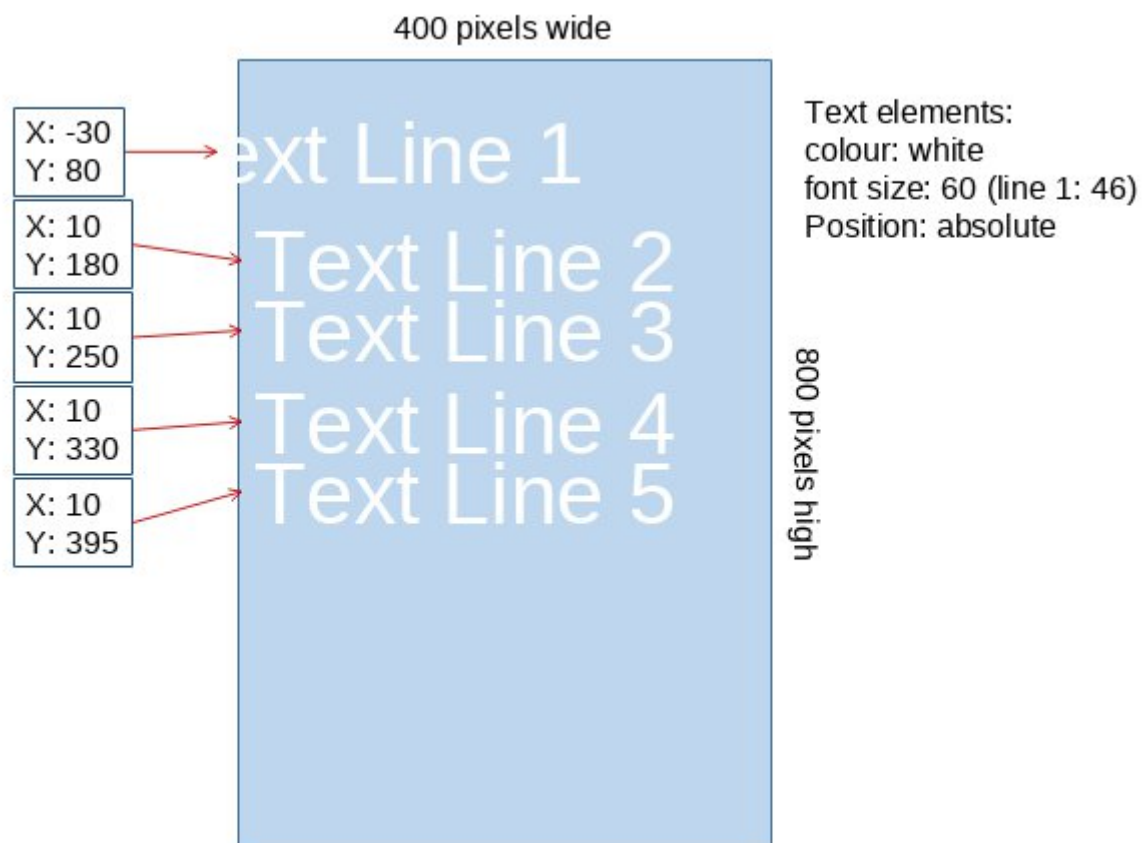 400 pixels wide
X: -30
Y: 80
ext Line 1
Text elements:
colour: white
font size: 60 (line 1: 46)
Position: absolute
X: 10
Y: 180
Text Line 2
X: 10
Y: 250
Text Line 3
X: 10
Y: 330
Text Line 4
X: 10
Y: 395
Text Line 5
800 pixels high